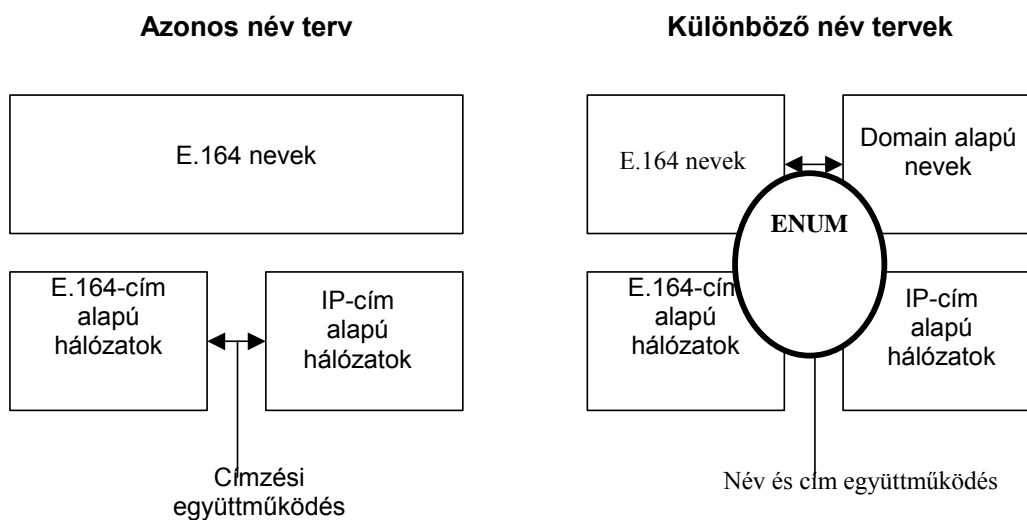 Azonos név terv
Különböző név tervek
E.164 nevek
E.164 nevek
Domain alapú
nevek
ENUM
E.164-cím
alapú
hálózatok
IP-cím
alapú
hálózatok
E.164-cím
alapú
hálózatok
IP-cím
alapú
hálózatok
Címzési
együttműködés
Név és cím együttműködés